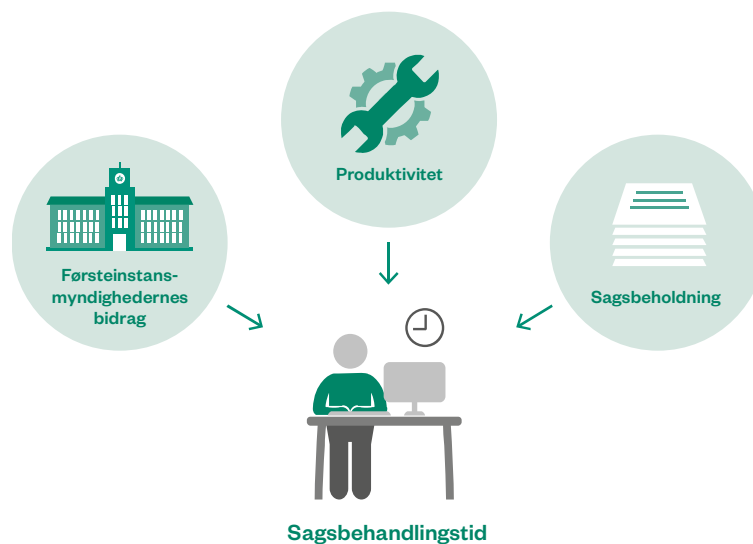 Produktivitet
Førsteinstans-
myndighedernes
bidrag
Sagsbeholdning
Sagsbehandlingstid